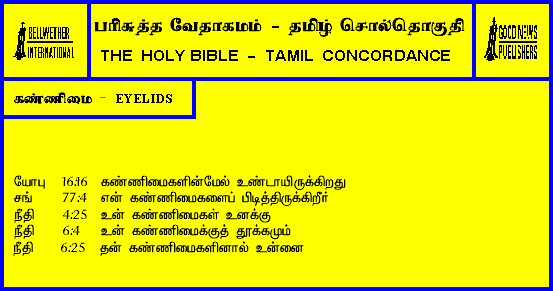 BELLWETHER
INTERNATIONAL
பரிசுத்த வேதாகமம் - தமிழ் சொல்தொகுதி
THE HOLY BIBLE - TAMIL CONCORDANCE
GOOD NEWS
PUBLISHERS
கண்ணிமை - EYELIDS
யோபு 16:16 கண்ணிமைகளின்மேல் உண்டாயிருக்கிறது
சங் 77:4 என் கண்ணிமைகளைப் பிடித்திருக்கிறீர்
நீதி 4:25 உன் கண்ணிமைகள் உனக்கு
நீதி 6:4 உன் கண்ணிமைக்குத் தூக்கமும்
நீதி 6:25 தன் கண்ணிமைகளினால் உன்னை